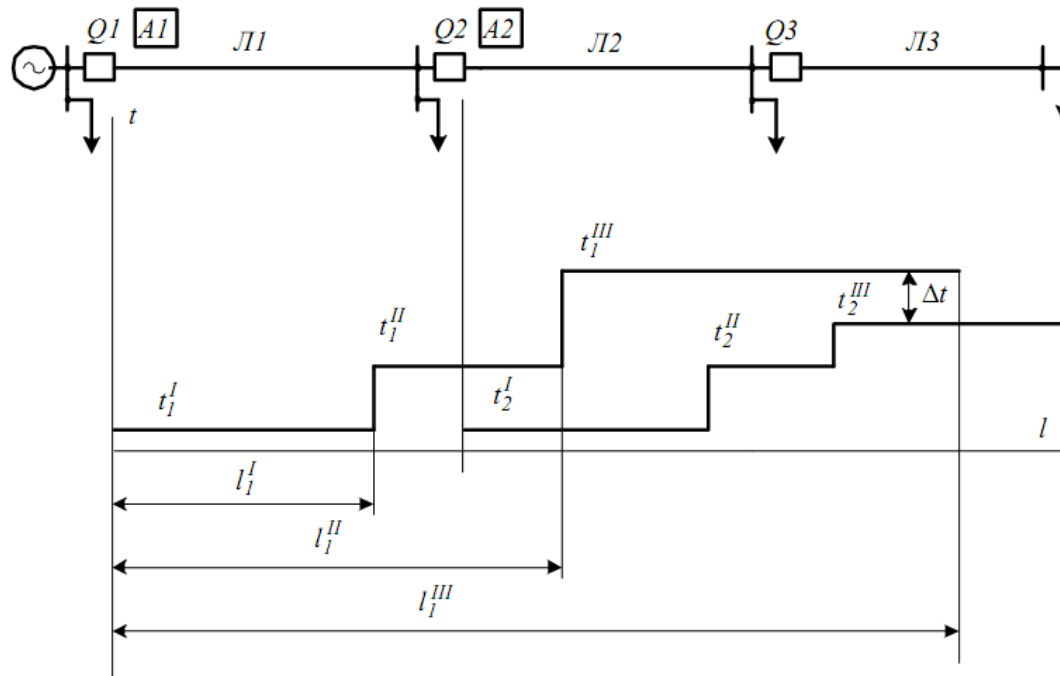 Q1 A1 Л1 Q2 A2 Л2 Q3 Л3
t
t₁ᴵᴵᴵ
t₂ᴵᴵᴵ Δt
t₁ᴵᴵ t₂ᴵᴵ
t₁ᴵ t₂ᴵ
l
l₁ᴵ
l₁ᴵᴵ
l₁ᴵᴵᴵ